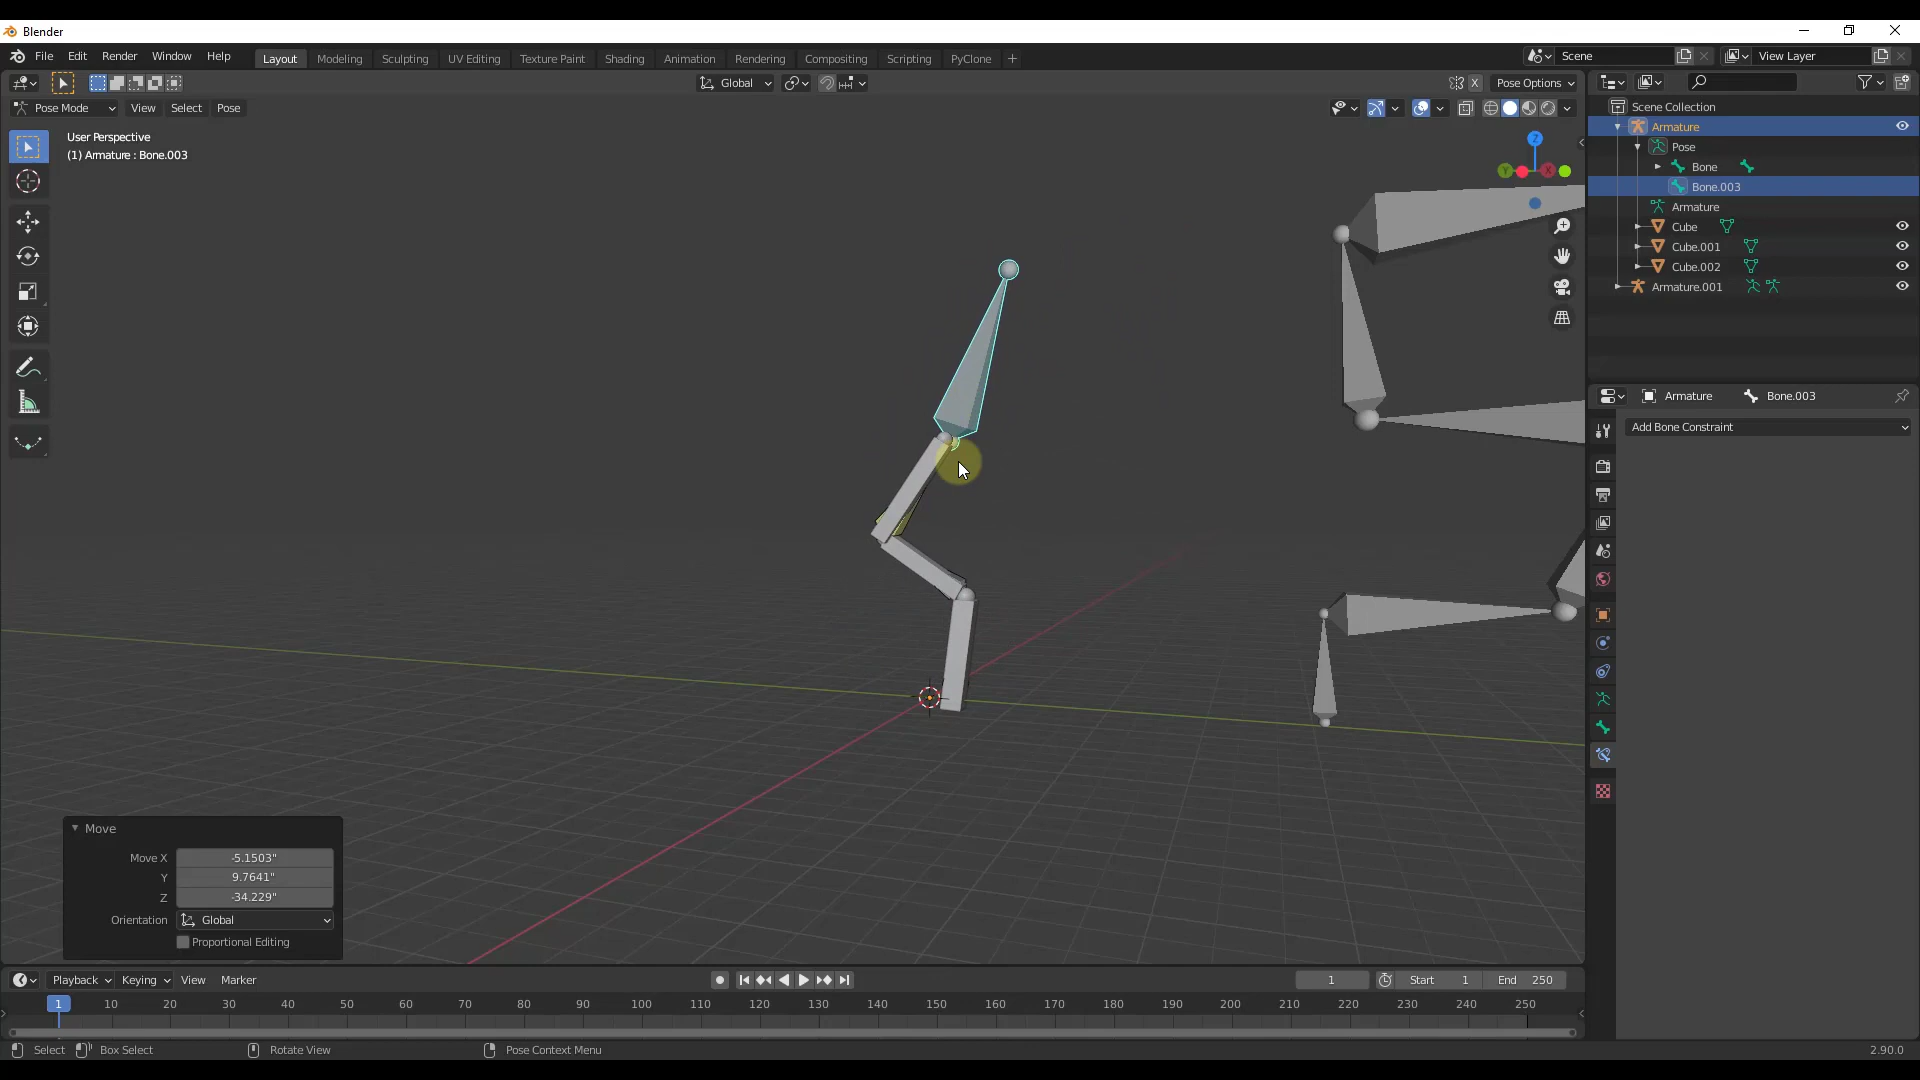 Blender
File Edit Render Window Help Layout Modeling Sculpting UV Editing Texture Paint Shading Animation Rendering Compositing Scripting PyClone + Scene View Layer
Global X Pose Options
Pose Mode View Select Pose
User Perspective
(1) Armature : Bone.003
Z
Y X
Scene Collection
Armature
Pose
Bone
Bone.003
Armature
Cube
Cube.001
Cube.002
Armature.001
Armature Bone.003
Add Bone Constraint
Move
Move X -5.1503"
Y 9.7641"
Z -34.229"
Orientation Global
Proportional Editing
Playback Keying View Marker 1 Start 1 End 250
1 10 20 30 40 50 60 70 80 90 100 110 120 130 140 150 160 170 180 190 200 210 220 230 240 250
Select Box Select Rotate View Pose Context Menu 2.90.0